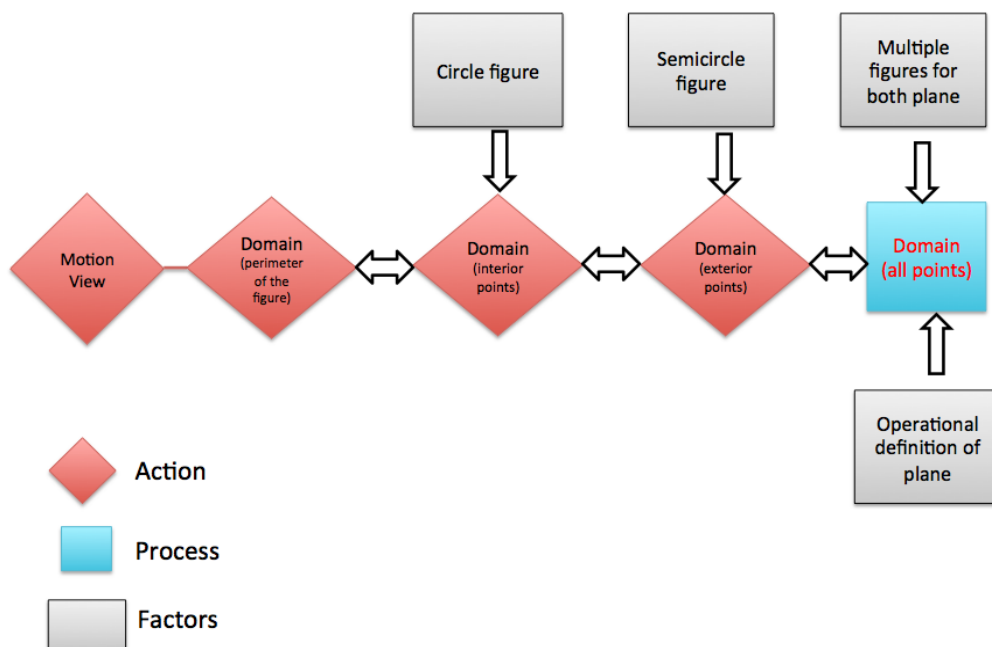 Circle figure
Semicircle
figure
Multiple
figures for
both plane
Motion
View
Domain
(perimeter
of the
figure)
Domain
(interior
points)
Domain
(exterior
points)
Domain
(all points)
Operational
definition of
plane
Action
Process
Factors